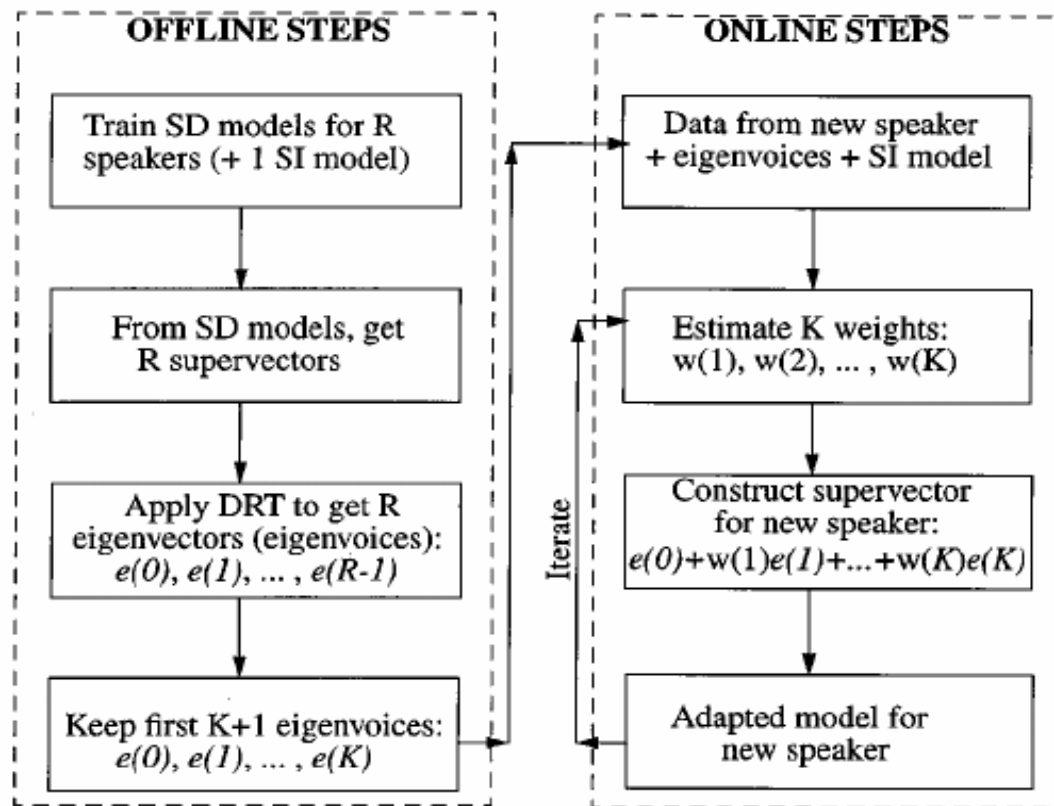 OFFLINE STEPS
Train SD models for R
speakers (+ 1 SI model)
From SD models, get
R supervectors
Apply DRT to get R
eigenvectors (eigenvoices):
e(0), e(1), ... , e(R-1)
Keep first K+1 eigenvoices:
e(0), e(1), ... , e(K)
ONLINE STEPS
Data from new speaker
+ eigenvoices + SI model
Estimate K weights:
w(1), w(2), ... , w(K)
Construct supervector
for new speaker:
e(0)+w(1)e(1)+...+w(K)e(K)
Adapted model for
new speaker
Iterate